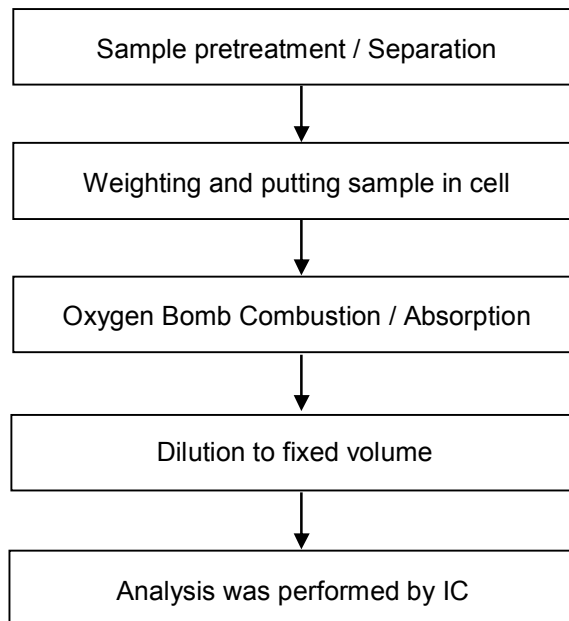 Sample pretreatment / Separation
Weighting and putting sample in cell
Oxygen Bomb Combustion / Absorption
Dilution to fixed volume
Analysis was performed by IC